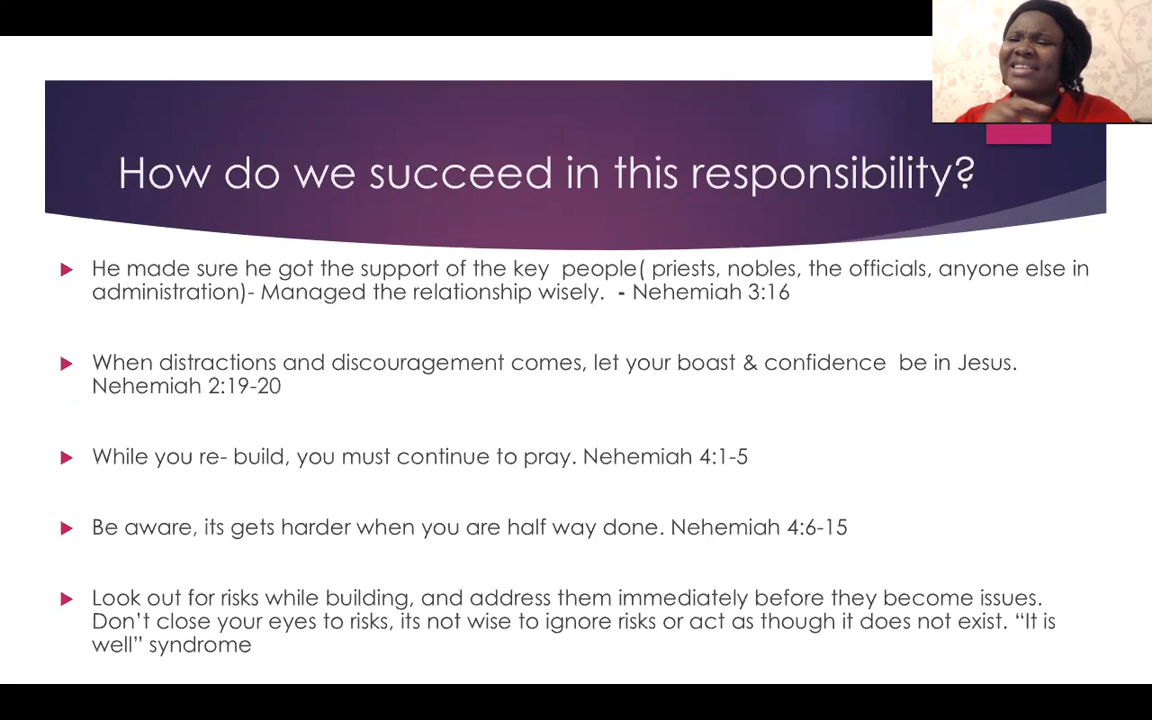 How do we succeed in this responsibility?
He made sure he got the support of the key people( priests, nobles, the officials, anyone else in
administration)- Managed the relationship wisely. - Nehemiah 3:16
When distractions and discouragement comes, let your boast & confidence be in Jesus.
Nehemiah 2:19-20
While you re- build, you must continue to pray. Nehemiah 4:1-5
Be aware, its gets harder when you are half way done. Nehemiah 4:6-15
Look out for risks while building, and address them immediately before they become issues.
Don’t close your eyes to risks, its not wise to ignore risks or act as though it does not exist. “It is
well” syndrome